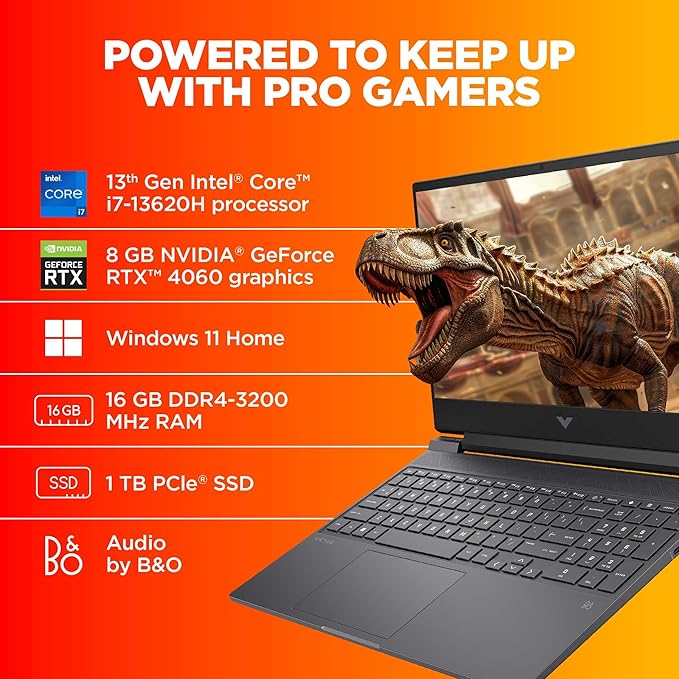 POWERED TO KEEP UP
WITH PRO GAMERS
intel
CORE
i7
13th Gen Intel® Core™
i7-13620H processor
NVIDIA
GEFORCE
RTX
8 GB NVIDIA® GeForce
RTX™ 4060 graphics
Windows 11 Home
16GB
16 GB DDR4-3200
MHz RAM
SSD
1 TB PCIe® SSD
B&O
Audio
by B&O
VICTUS
B&O